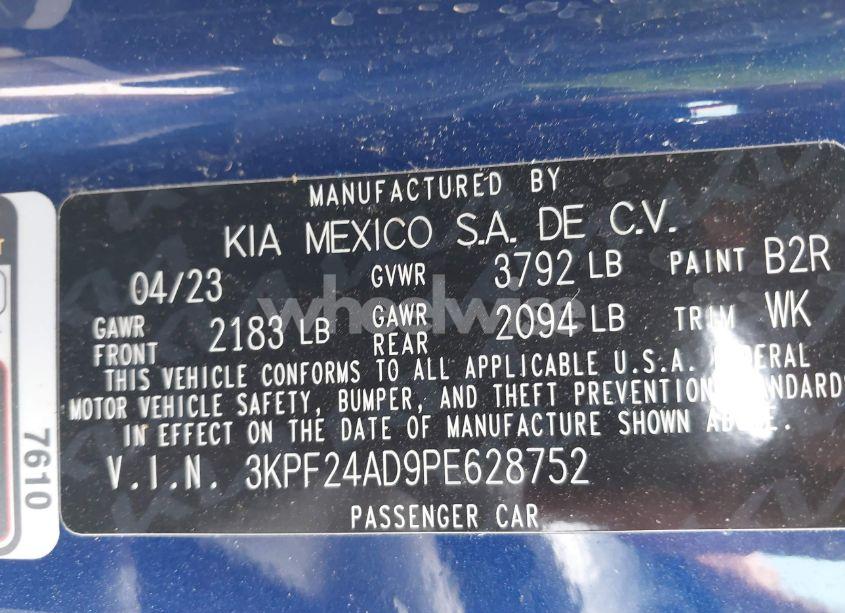 MANUFACTURED BY
KIA MEXICO S.A. DE C.V.
04/23 GVWR 3792 LB PAINT B2R
GAWR FRONT 2183 LB GAWR REAR 2094 LB TRIM WK
THIS VEHICLE CONFORMS TO ALL APPLICABLE U.S.A.
MOTOR VEHICLE SAFETY, BUMPER, AND THEFT PREVENTION
IN EFFECT ON THE DATE OF MANUFACTURE SHOWN
V.I.N. 3KPF24AD9PE628752
PASSENGER CAR
7610
wheelwise